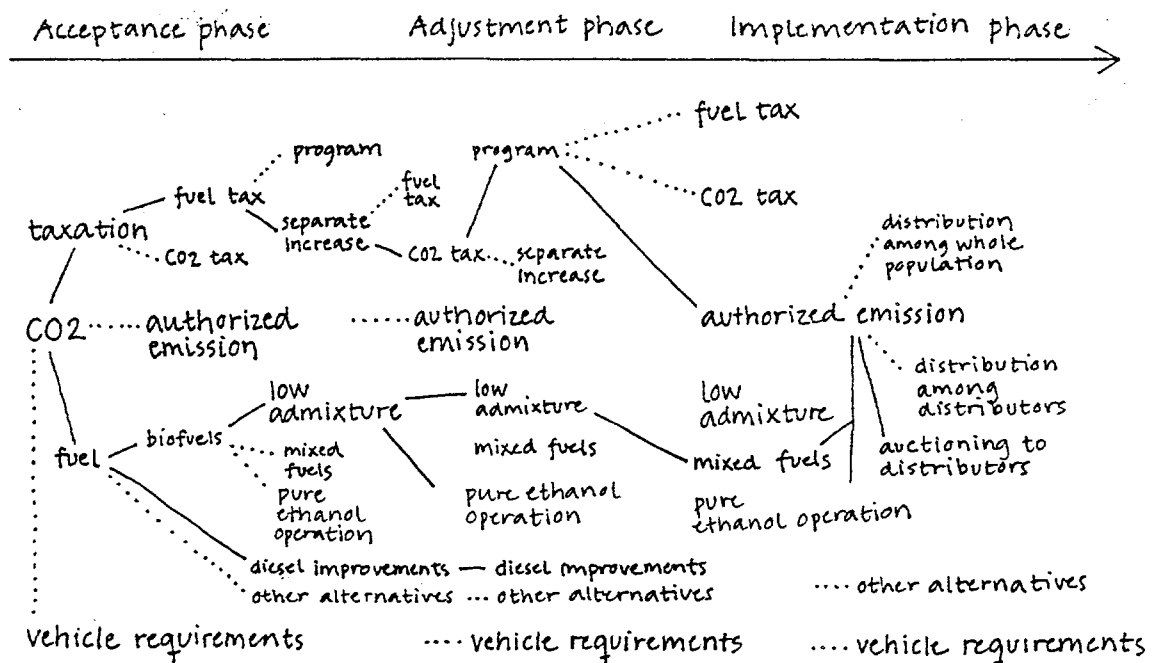 Acceptance phase
Adjustment phase
Implementation phase
fuel tax
program
program
fuel tax
fuel
tax
CO2 tax
taxation
separate
increase
distribution
among whole
population
CO2 tax
CO2 tax
separate
increase
CO2
authorized
emission
authorized
emission
authorized emission
distribution
among
distributors
low
admixture
low
admixture
low
admixture
biofuels
auctioning to
distributors
fuel
mixed
fuels
mixed fuels
mixed fuels
pure
ethanol
operation
pure ethanol
operation
pure
ethanol operation
diesel improvements
diesel improvements
other alternatives
other alternatives
other alternatives
vehicle requirements
vehicle requirements
vehicle requirements